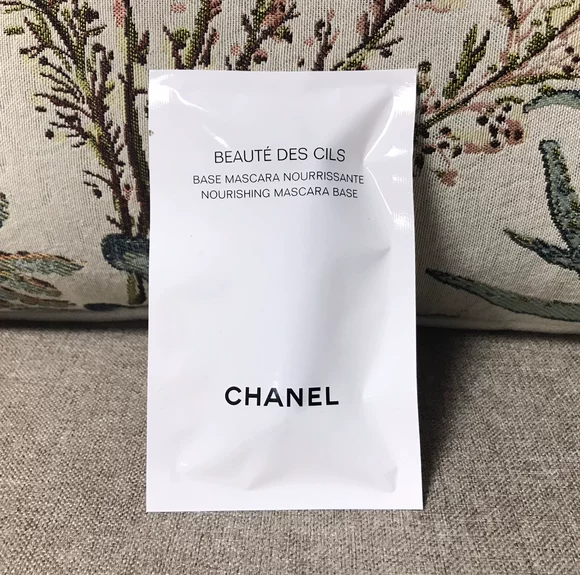 BEAUTÉ DES CILS
BASE MASCARA NOURRISSANTE
NOURISHING MASCARA BASE
CHANEL